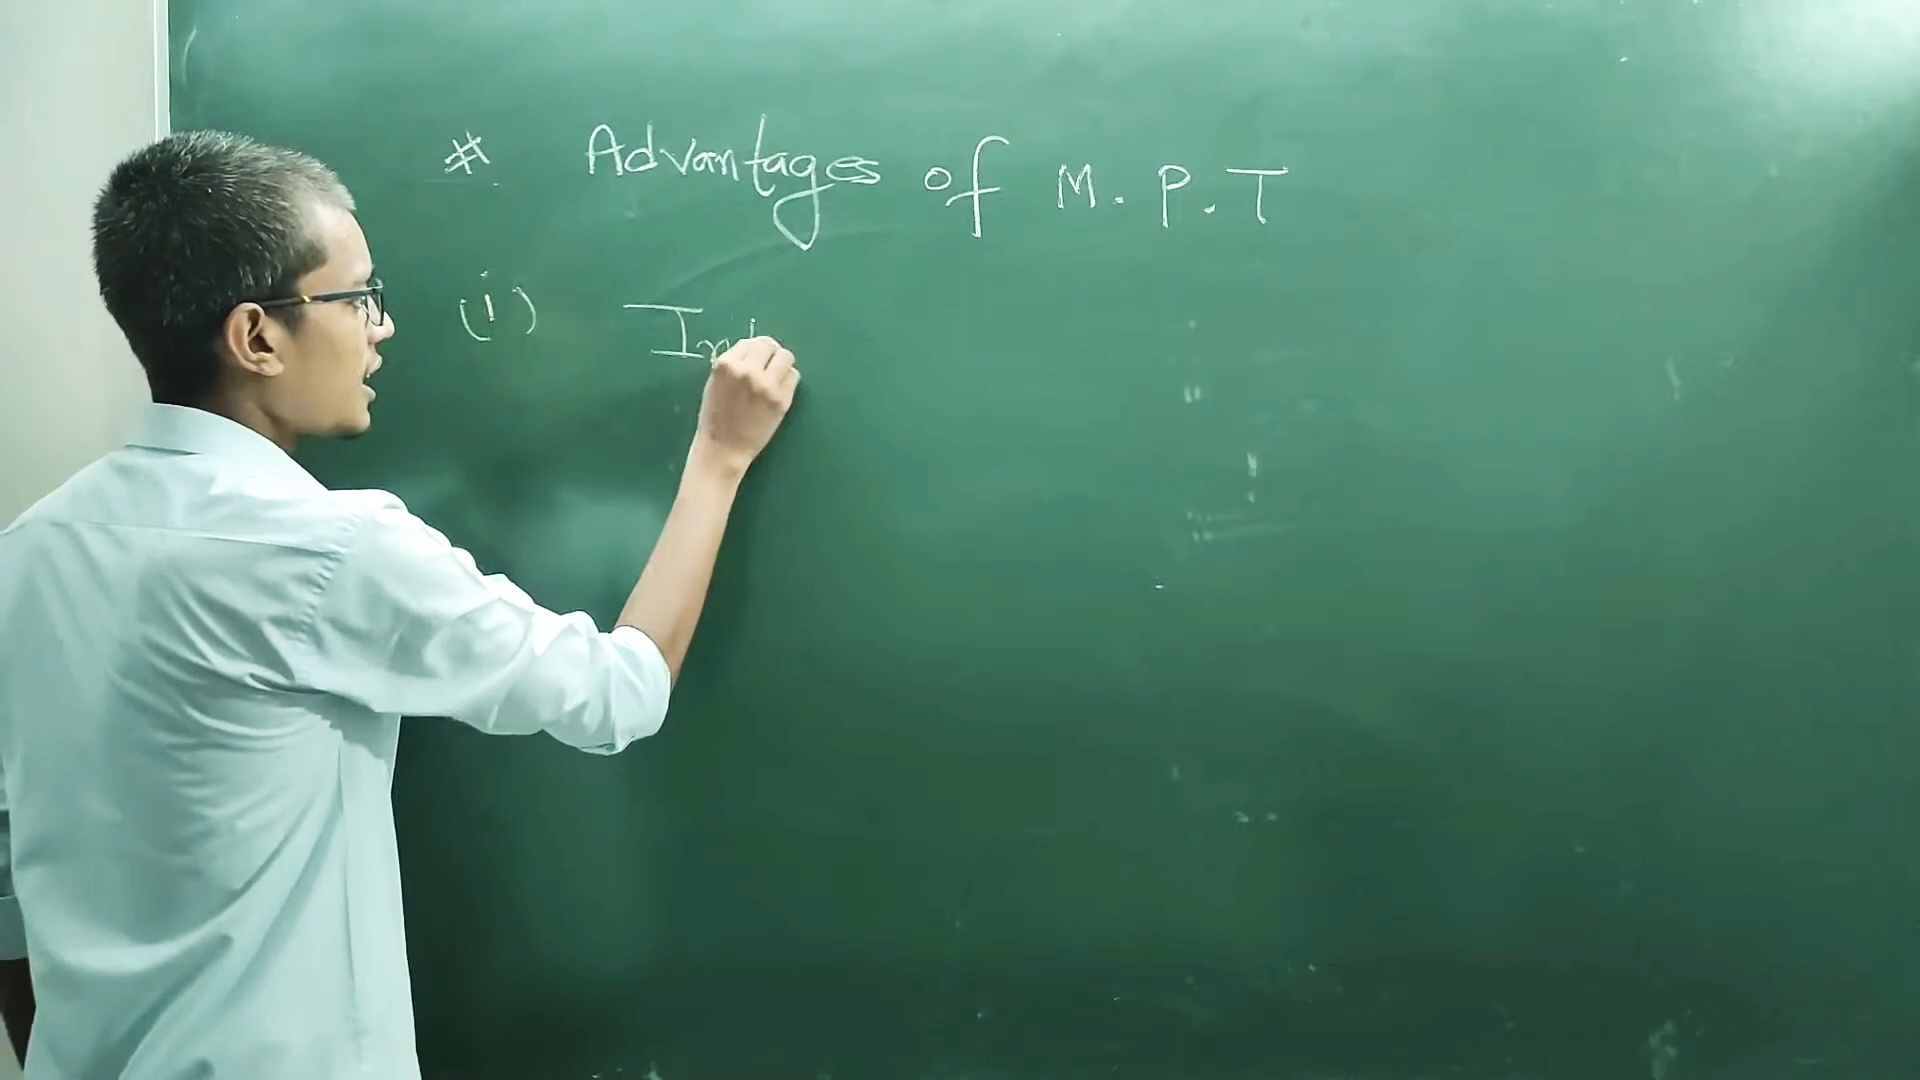 # Advantages of M.P.T
(i)